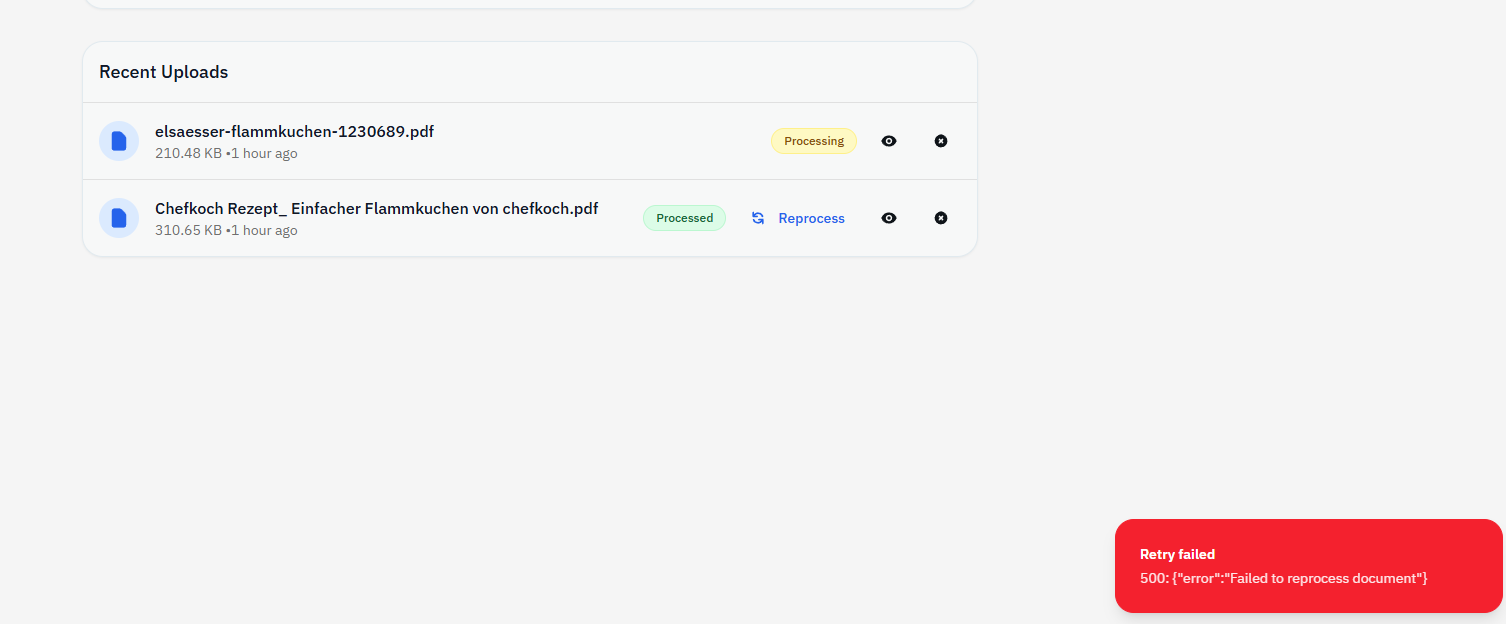 Recent Uploads
elsaesser-flammkuchen-1230689.pdf
210.48 KB •1 hour ago
Processing
Chefkoch Rezept_ Einfacher Flammkuchen von chefkoch.pdf
310.65 KB •1 hour ago
Processed
Reprocess
Retry failed
500: {"error":"Failed to reprocess document"}